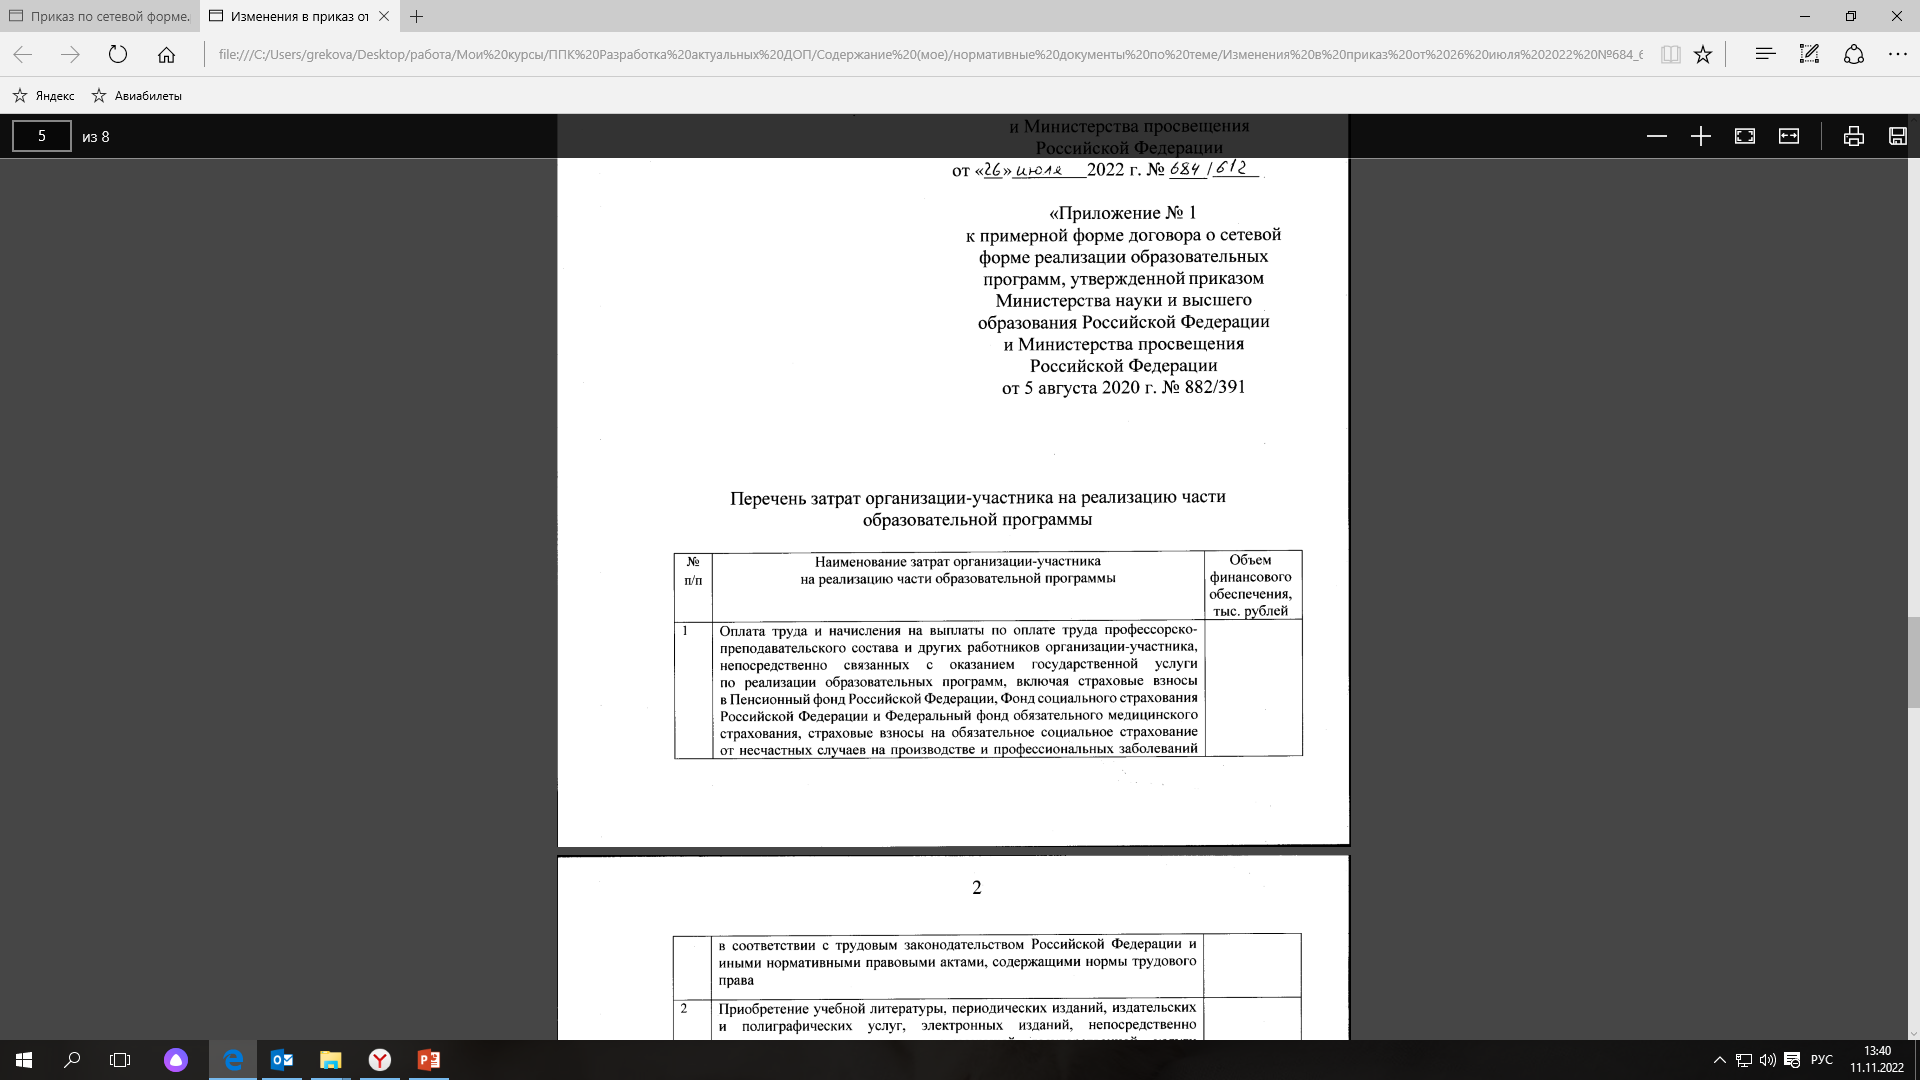 Приказ по сетевой форме.
Изменения в приказ от
file:///C:/Users/grekova/Desktop/работа/Мои%20курсы/ППК%20Разработка%20актуальных%20ДОП/Содержание%20(мое)/нормативные%20документы%20по%20теме/Изменения%20в%20приказ%20от%2026%20июля%202022%20№684_6
Яндекс
Авиабилеты
5 из 8
и Министерства просвещения
Российской Федерации
от «26» июля 2022 г. № 684 / 612
«Приложение № 1
к примерной форме договора о сетевой
форме реализации образовательных
программ, утвержденной приказом
Министерства науки и высшего
образования Российской Федерации
и Министерства просвещения
Российской Федерации
от 5 августа 2020 г. № 882/391
Перечень затрат организации-участника на реализацию части
образовательной программы
№
п/п
Наименование затрат организации-участника
на реализацию части образовательной программы
Объем
финансового
обеспечения,
тыс. рублей
1
Оплата труда и начисления на выплаты по оплате труда профессорско-
преподавательского состава и других работников организации-участника,
непосредственно связанных с оказанием государственной услуги
по реализации образовательных программ, включая страховые взносы
в Пенсионный фонд Российской Федерации, Фонд социального страхования
Российской Федерации и Федеральный фонд обязательного медицинского
страхования, страховые взносы на обязательное социальное страхование
от несчастных случаев на производстве и профессиональных заболеваний
2
в соответствии с трудовым законодательством Российской Федерации и
иными нормативными правовыми актами, содержащими нормы трудового
права
2
Приобретение учебной литературы, периодических изданий, издательских
и полиграфических услуг, электронных изданий, непосредственно
РУС
13:40
11.11.2022